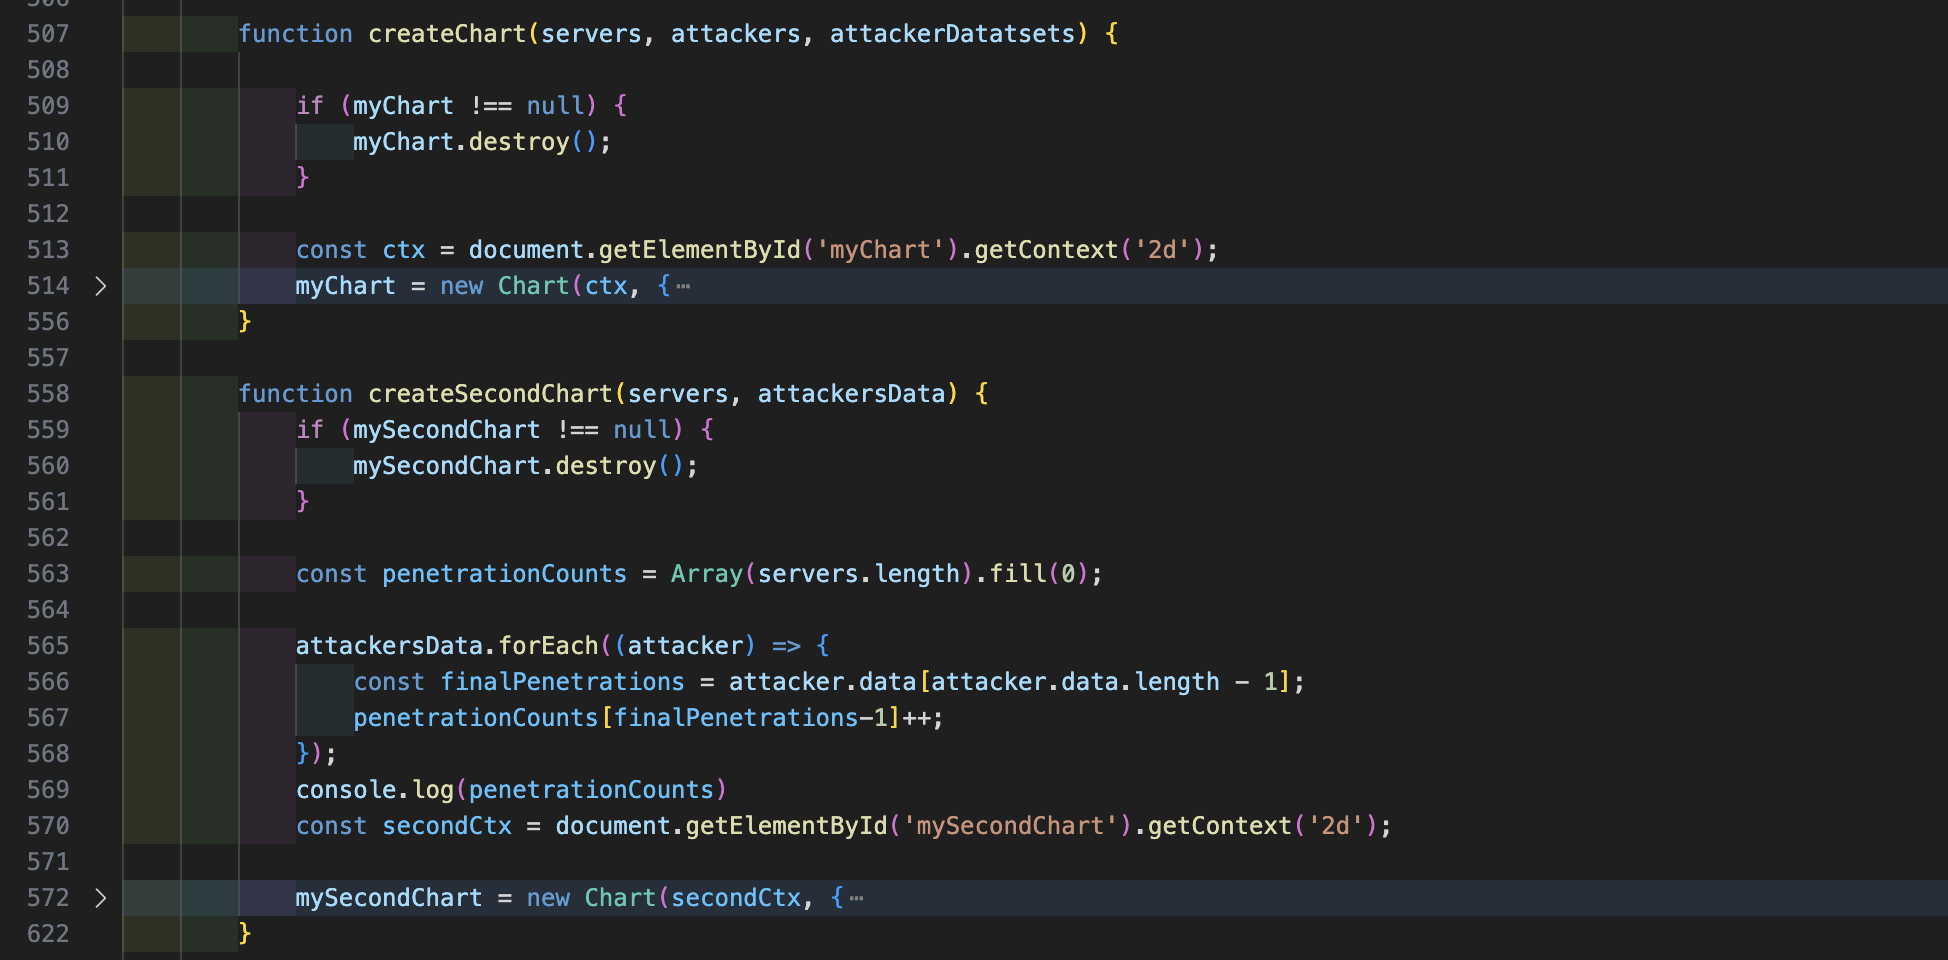 507 function createChart(servers, attackers, attackerDatatsets) {
508
509 if (myChart !== null) {
510 myChart.destroy();
511 }
512
513 const ctx = document.getElementById('myChart').getContext('2d');
514 myChart = new Chart(ctx, {…
556 }
557
558 function createSecondChart(servers, attackersData) {
559 if (mySecondChart !== null) {
560 mySecondChart.destroy();
561 }
562
563 const penetrationCounts = Array(servers.length).fill(0);
564
565 attackersData.forEach((attacker) => {
566 const finalPenetrations = attacker.data[attacker.data.length - 1];
567 penetrationCounts[finalPenetrations-1]++;
568 });
569 console.log(penetrationCounts)
570 const secondCtx = document.getElementById('mySecondChart').getContext('2d');
571
572 mySecondChart = new Chart(secondCtx, {…
622 }